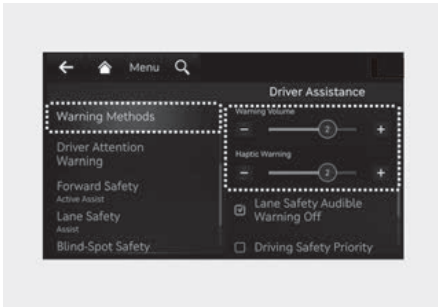 Menu
Driver Assistance
Warning Methods
Warning Volume
- 2 +
Driver Attention
Warning
Haptic Warning
- 2 +
Forward Safety
Active Assist
Lane Safety
Assist
Lane Safety Audible
Warning Off
Blind-Spot Safety
Driving Safety Priority